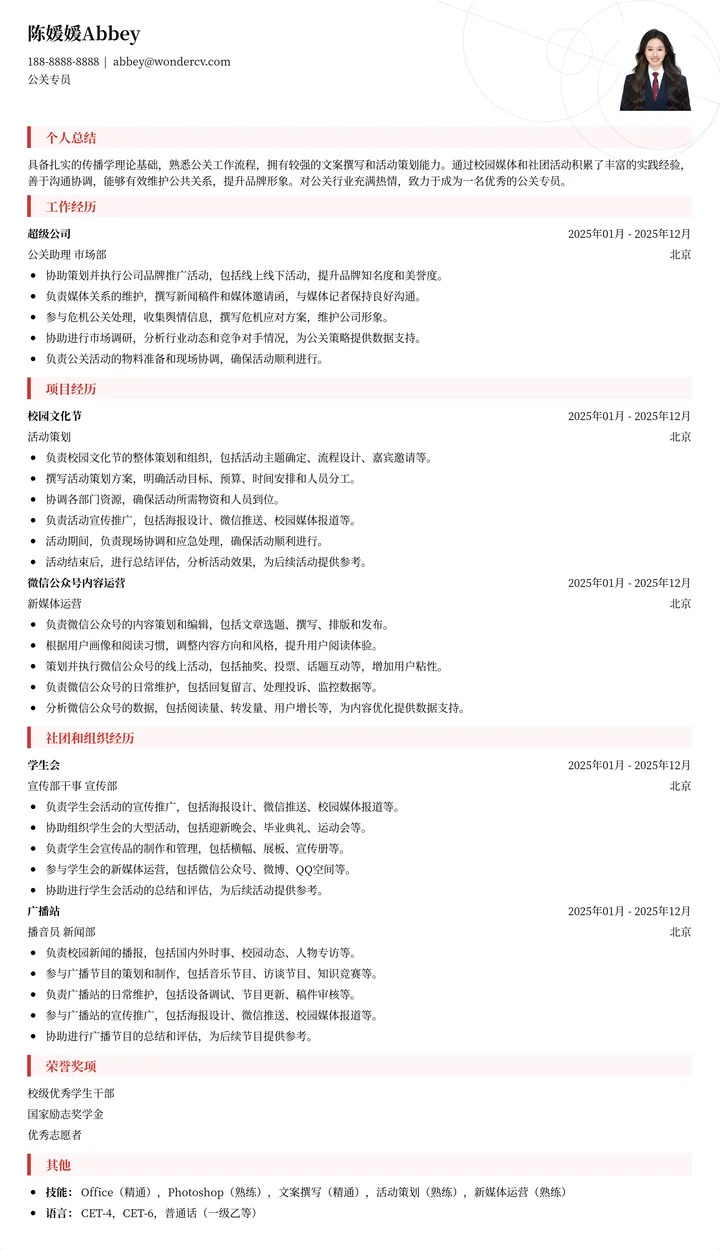 陈媛媛Abbey
188-8888-8888 | abbey@wondercv.com
公关专员
个人总结
具备扎实的传播学理论基础，熟悉公关工作流程，拥有较强的文案撰写和活动策划能力。通过校园媒体和社团活动积累了丰富的实践经验，
善于沟通协调，能够有效维护公共关系，提升品牌形象。对公关行业充满热情，致力于成为一名优秀的公关专员。
工作经历
超级公司 2025年01月 - 2025年12月
公关助理 市场部 北京
• 协助策划并执行公司品牌推广活动，包括线上线下活动，提升品牌知名度和美誉度。
• 负责媒体关系的维护，撰写新闻稿件和媒体邀请函，与媒体记者保持良好沟通。
• 参与危机公关处理，收集舆情信息，撰写危机应对方案，维护公司形象。
• 协助进行市场调研，分析行业动态和竞争对手情况，为公关策略提供数据支持。
• 负责公关活动的物料准备和现场协调，确保活动顺利进行。
项目经历
校园文化节 2025年01月 - 2025年12月
活动策划 北京
• 负责校园文化节的整体策划和组织，包括活动主题确定、流程设计、嘉宾邀请等。
• 撰写活动策划方案，明确活动目标、预算、时间安排和人员分工。
• 协调各部门资源，确保活动所需物资和人员到位。
• 负责活动宣传推广，包括海报设计、微信推送、校园媒体报道等。
• 活动期间，负责现场协调和应急处理，确保活动顺利进行。
• 活动结束后，进行总结评估，分析活动效果，为后续活动提供参考。
微信公众号内容运营 2025年01月 - 2025年12月
新媒体运营 北京
• 负责微信公众号的内容策划和编辑，包括文章选题、撰写、排版和发布。
• 根据用户画像和阅读习惯，调整内容方向和风格，提升用户阅读体验。
• 策划并执行微信公众号的线上活动，包括抽奖、投票、话题互动等，增加用户粘性。
• 负责微信公众号的日常维护，包括回复留言、处理投诉、监控数据等。
• 分析微信公众号的数据，包括阅读量、转发量、用户增长等，为内容优化提供数据支持。
社团和组织经历
学生会 2025年01月 - 2025年12月
宣传部干事 宣传部 北京
• 负责学生会活动的宣传推广，包括海报设计、微信推送、校园媒体报道等。
• 协助组织学生会的大型活动，包括迎新晚会、毕业典礼、运动会等。
• 负责学生会宣传品的制作和管理，包括横幅、展板、宣传册等。
• 参与学生会的新媒体运营，包括微信公众号、微博、QQ空间等。
• 协助进行学生会活动的总结和评估，为后续活动提供参考。
广播站 2025年01月 - 2025年12月
播音员 新闻部 北京
• 负责校园新闻的播报，包括国内外时事、校园动态、人物专访等。
• 参与广播节目的策划和制作，包括音乐节目、访谈节目、知识竞赛等。
• 负责广播站的日常维护，包括设备调试、节目更新、稿件审核等。
• 参与广播站的宣传推广，包括海报设计、微信推送、校园媒体报道等。
• 协助进行广播节目的总结和评估，为后续节目提供参考。
荣誉奖项
校级优秀学生干部
国家励志奖学金
优秀志愿者
其他
• 技能： Office（精通），Photoshop（熟练），文案撰写（精通），活动策划（熟练），新媒体运营（熟练）
• 语言： CET-4，CET-6，普通话（一级乙等）